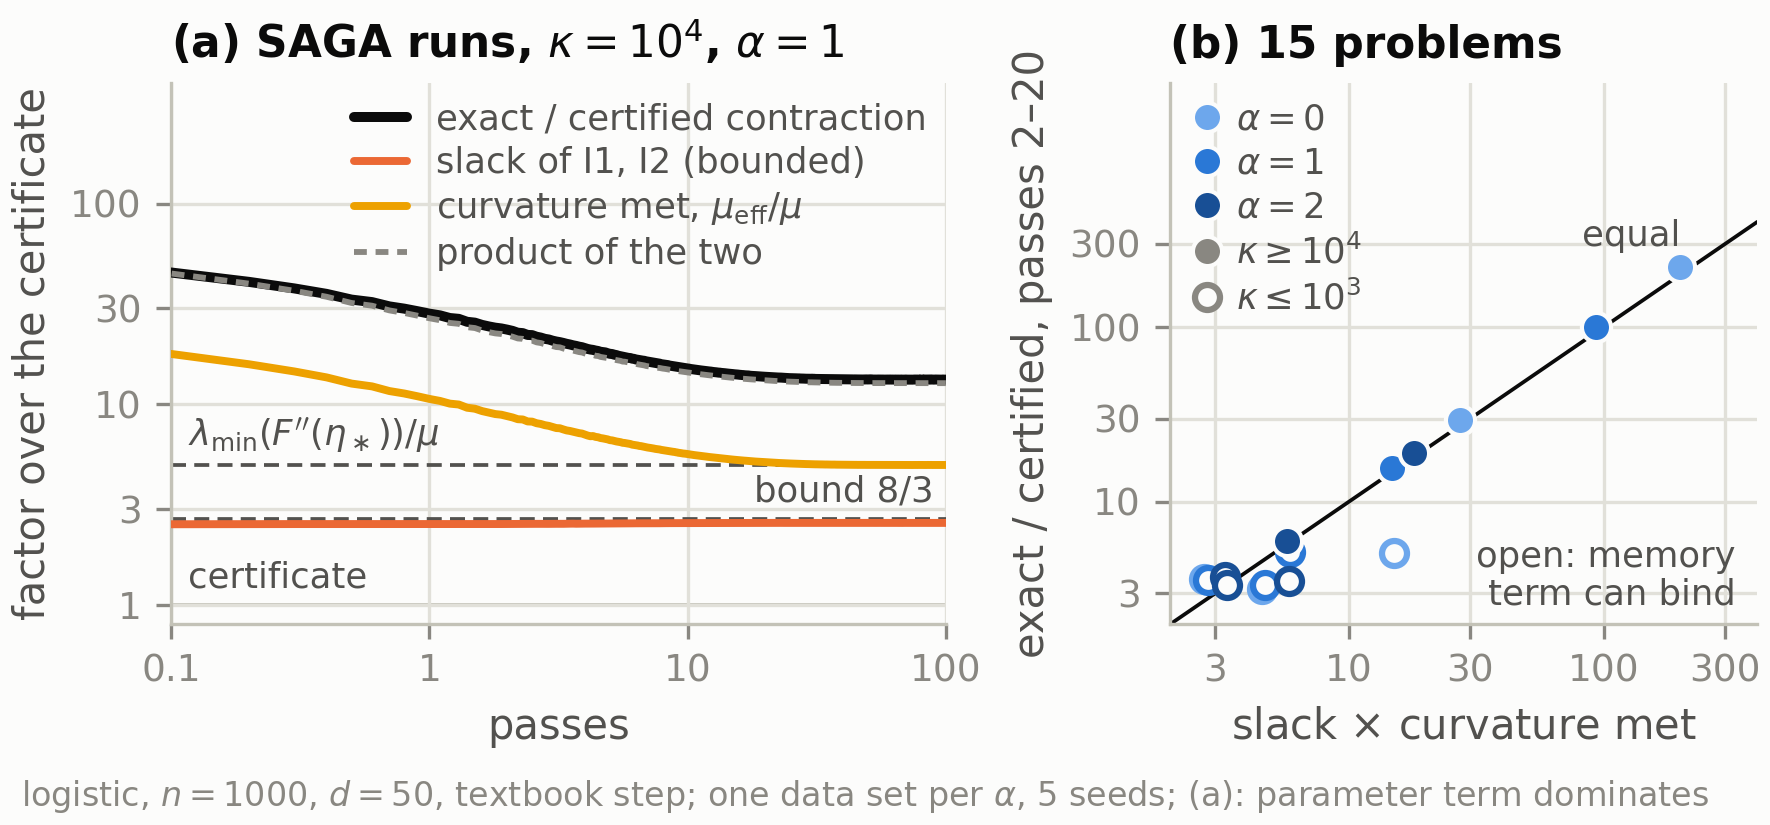 (a) SAGA runs, κ = 10⁴, α = 1
factor over the certificate
100
30
10
3
1
exact / certified contraction
slack of I1, I2 (bounded)
curvature met, μ_eff/μ
product of the two
λ_min(F″(η_∗))/μ
bound 8/3
certificate
0.1 1 10 100
passes
(b) 15 problems
exact / certified, passes 2–20
300
100
30
10
3
α = 0
α = 1
α = 2
κ ≥ 10⁴
κ ≤ 10³
equal
open: memory
term can bind
3 10 30 100 300
slack × curvature met
logistic, n = 1000, d = 50, textbook step; one data set per α, 5 seeds; (a): parameter term dominates